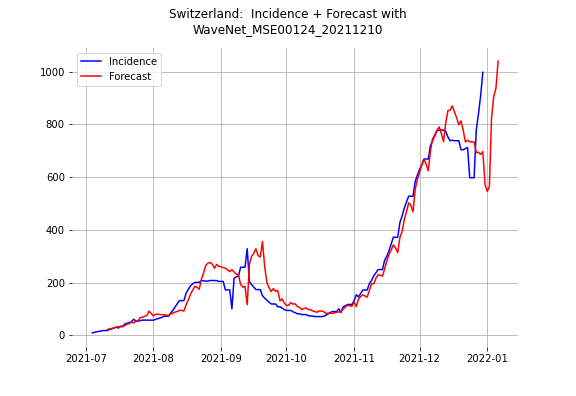 Switzerland:  Incidence + Forecast with
WaveNet_MSE00124_20211210
Incidence
Forecast
1000
800
600
400
200
0
2021-07 2021-08 2021-09 2021-10 2021-11 2021-12 2022-01